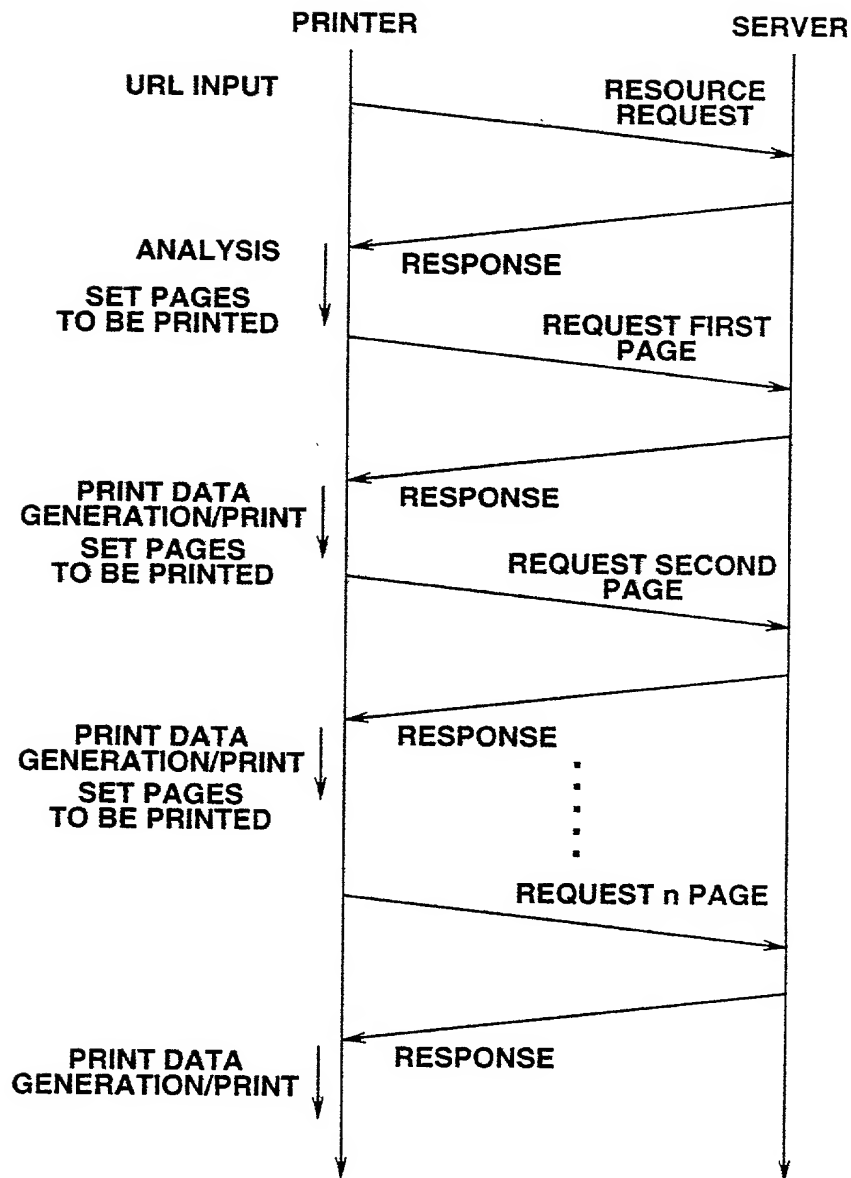 PRINTER
SERVER
URL INPUT
RESOURCE
REQUEST
ANALYSIS
RESPONSE
SET PAGES
TO BE PRINTED
REQUEST FIRST
PAGE
PRINT DATA
GENERATION/PRINT
RESPONSE
SET PAGES
TO BE PRINTED
REQUEST SECOND
PAGE
PRINT DATA
GENERATION/PRINT
RESPONSE
SET PAGES
TO BE PRINTED
REQUEST n PAGE
PRINT DATA
GENERATION/PRINT
RESPONSE